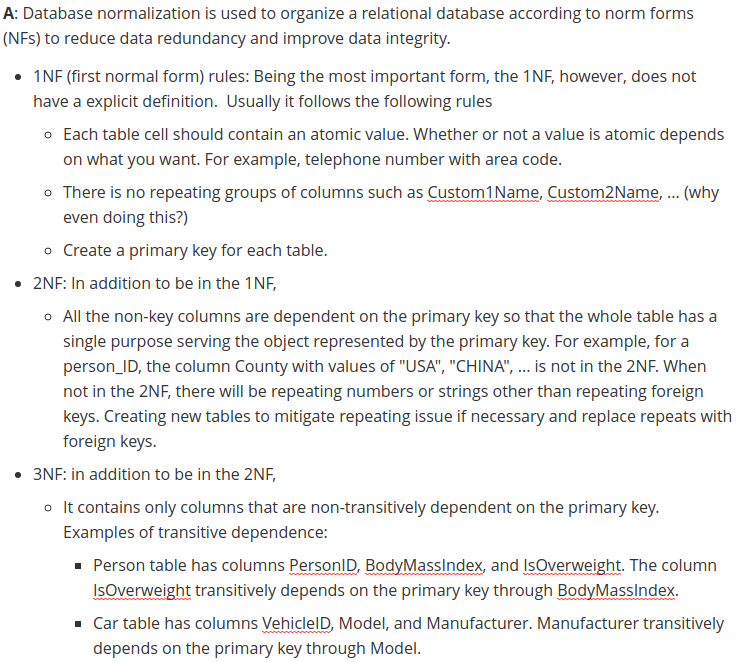 A: Database normalization is used to organize a relational database according to norm forms
(NFs) to reduce data redundancy and improve data integrity.
• 1NF (first normal form) rules: Being the most important form, the 1NF, however, does not
have a explicit definition.  Usually it follows the following rules
◦ Each table cell should contain an atomic value. Whether or not a value is atomic depends
on what you want. For example, telephone number with area code.
◦ There is no repeating groups of columns such as Custom1Name, Custom2Name, ... (why
even doing this?)
◦ Create a primary key for each table.
• 2NF: In addition to be in the 1NF,
◦ All the non-key columns are dependent on the primary key so that the whole table has a
single purpose serving the object represented by the primary key. For example, for a
person_ID, the column County with values of "USA", "CHINA", ... is not in the 2NF. When
not in the 2NF, there will be repeating numbers or strings other than repeating foreign
keys. Creating new tables to mitigate repeating issue if necessary and replace repeats with
foreign keys.
• 3NF: in addition to be in the 2NF,
◦ It contains only columns that are non-transitively dependent on the primary key.
Examples of transitive dependence:
▪ Person table has columns PersonID, BodyMassIndex, and IsOverweight. The column
IsOverweight transitively depends on the primary key through BodyMassIndex.
▪ Car table has columns VehicleID, Model, and Manufacturer. Manufacturer transitively
depends on the primary key through Model.